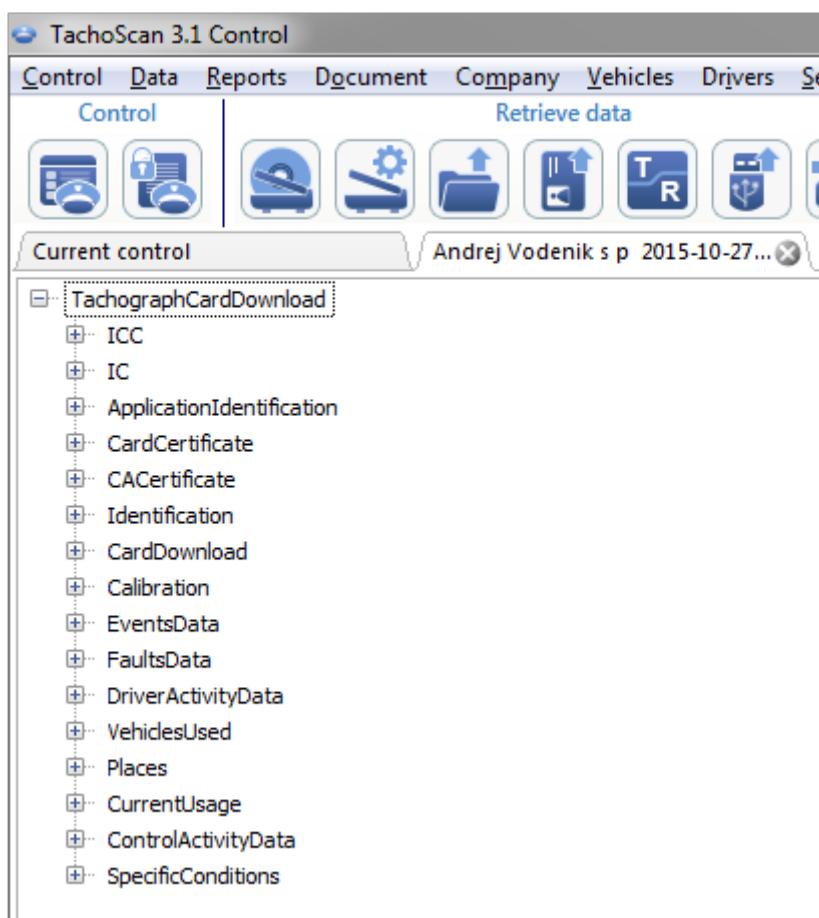 TachoScan 3.1 Control
Control Data Reports Document Company Vehicles Drivers Se
Control Retrieve data
T
R
Current control Andrej Vodenik s p 2015-10-27...
TachographCardDownload
ICC
IC
ApplicationIdentification
CardCertificate
CACertificate
Identification
CardDownload
Calibration
EventsData
FaultsData
DriverActivityData
VehiclesUsed
Places
CurrentUsage
ControlActivityData
SpecificConditions